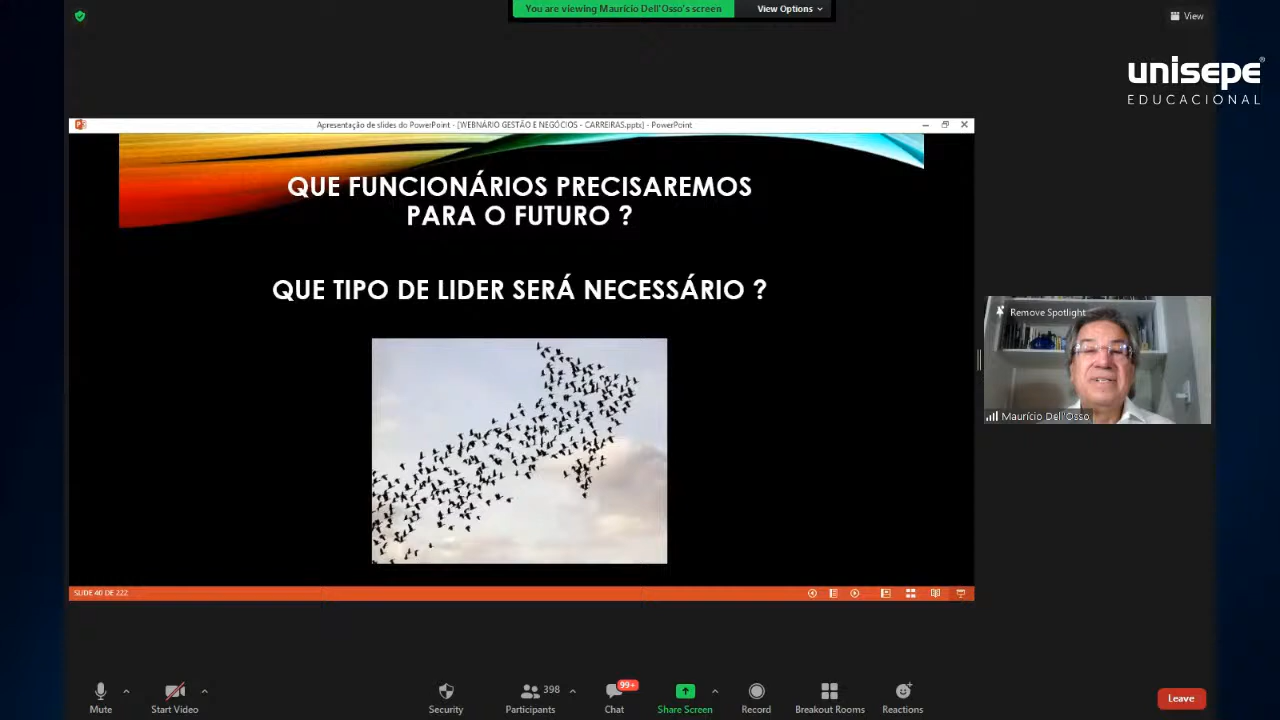 You are viewing Maurício Dell'Osso's screen
View Options
View
unisepe
EDUCACIONAL
Apresentação de slides do PowerPoint - [WEBNÁRIO GESTÃO E NEGÓCIOS - CARREIRAS.pptx] - PowerPoint
QUE FUNCIONÁRIOS PRECISAREMOS
PARA O FUTURO ?
QUE TIPO DE LIDER SERÁ NECESSÁRIO ?
Remove Spotlight
Maurício Dell'Osso
SLIDE 40 DE 222
398
99+
Mute
Start Video
Security
Participants
Chat
Share Screen
Record
Breakout Rooms
Reactions
Leave